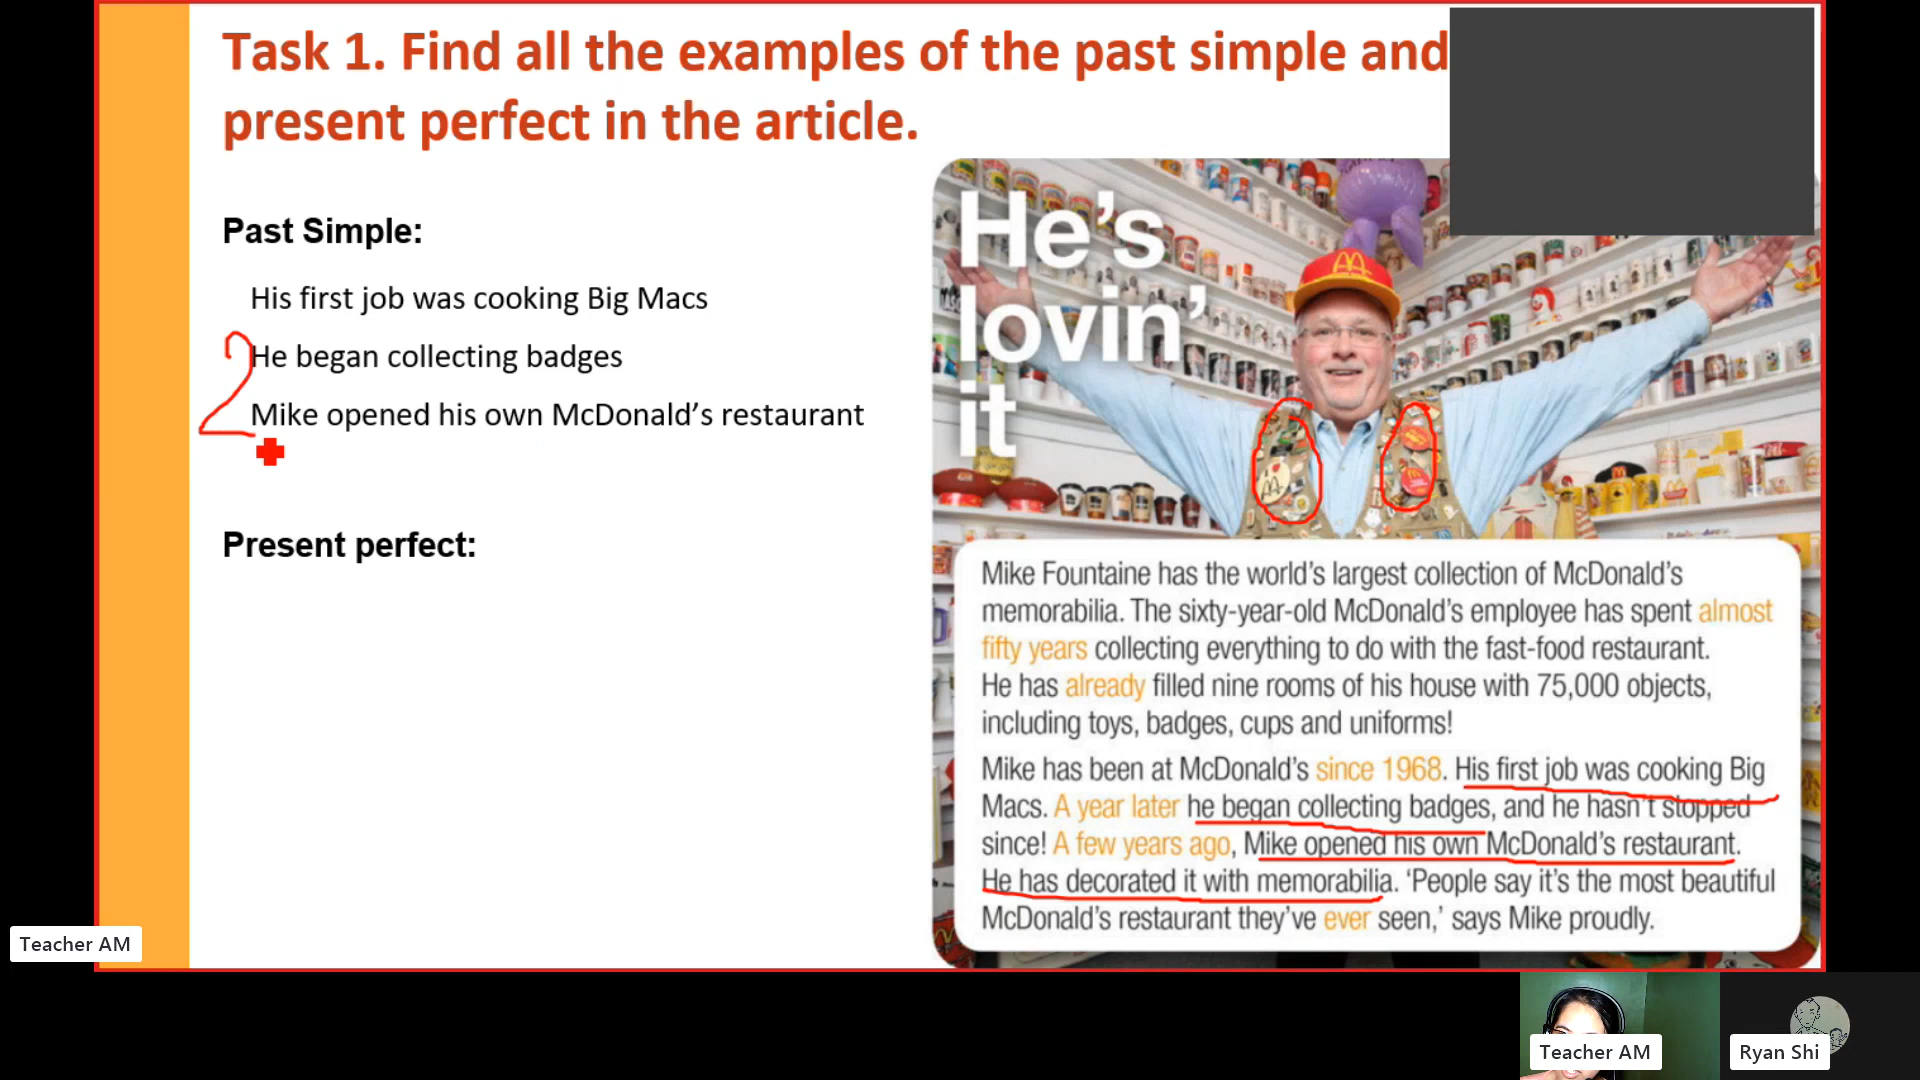 Task 1. Find all the examples of the past simple and
present perfect in the article.
Past Simple:
His first job was cooking Big Macs
He began collecting badges
Mike opened his own McDonald’s restaurant
2
Present perfect:
He’s
lovin’
it
Mike Fountaine has the world’s largest collection of McDonald’s
memorabilia. The sixty-year-old McDonald’s employee has spent almost
fifty years collecting everything to do with the fast-food restaurant.
He has already filled nine rooms of his house with 75,000 objects,
including toys, badges, cups and uniforms!
Mike has been at McDonald’s since 1968. His first job was cooking Big
Macs. A year later he began collecting badges, and he hasn’t stopped
since! A few years ago, Mike opened his own McDonald’s restaurant.
He has decorated it with memorabilia. ‘People say it’s the most beautiful
McDonald’s restaurant they’ve ever seen,’ says Mike proudly.
Teacher AM
Teacher AM
Ryan Shi